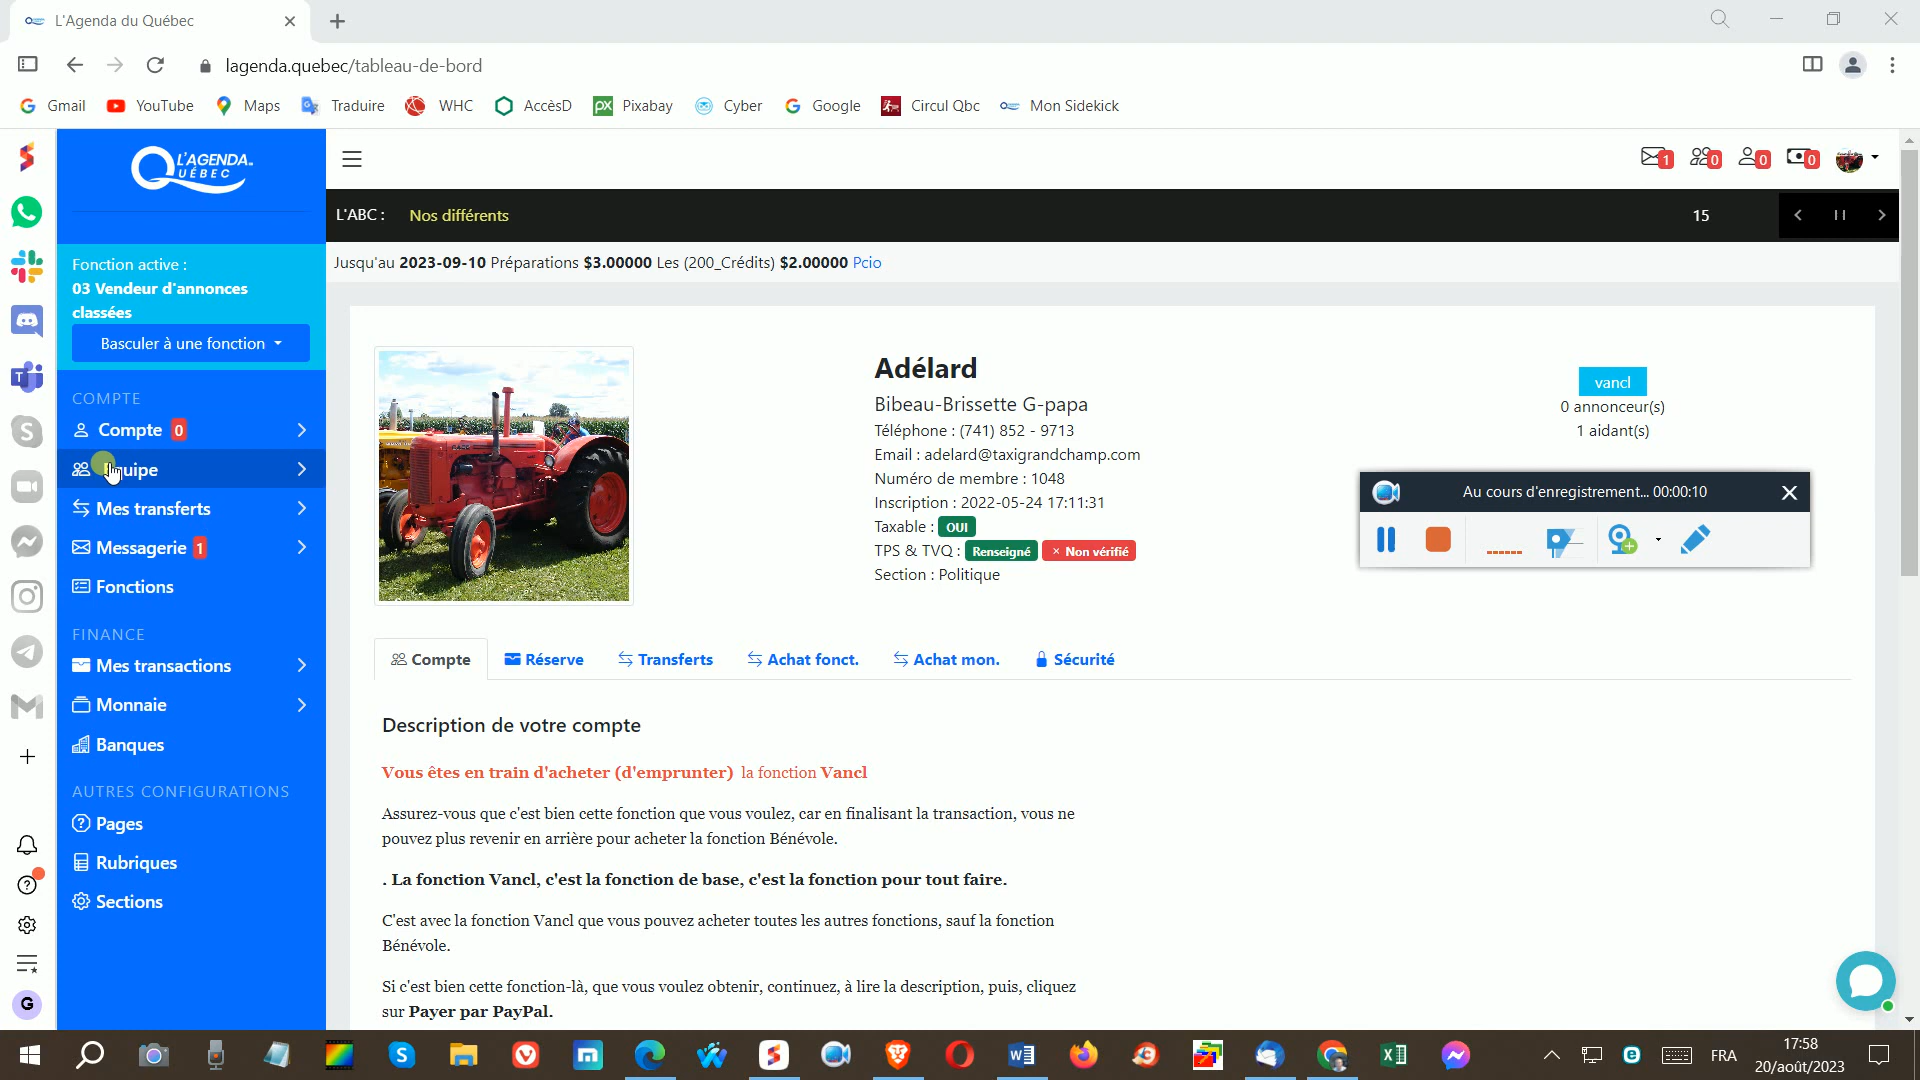 L'Agenda du Québec
lagenda.quebec/tableau-de-bord
Gmail YouTube Maps Traduire WHC AccèsD Pixabay Cyber Google Circul Qbc Mon Sidekick
L'AGENDA
QUÉBEC
1 0 0 0
L'ABC : Nos différents 15
Jusqu'au 2023-09-10 Préparations $3.00000 Les (200_Crédits) $2.00000 Pcio
Fonction active :
03 Vendeur d'annonces
classées
Basculer à une fonction
COMPTE
Compte 0
Mes transferts
Messagerie 1
Fonctions
FINANCE
Mes transactions
Monnaie
Banques
AUTRES CONFIGURATIONS
Pages
Rubriques
Sections
G
Adélard
Bibeau-Brissette G-papa
Téléphone : (741) 852 - 9713
Email : adelard@taxigrandchamp.com
Numéro de membre : 1048
Inscription : 2022-05-24 17:11:31
Taxable : OUI
TPS & TVQ : Renseigné × Non vérifié
Section : Politique
vancl
0 annonceur(s)
1 aidant(s)
Au cours d'enregistrement... 00:00:10
Compte Réserve Transferts Achat fonct. Achat mon. Sécurité
Description de votre compte
Vous êtes en train d'acheter (d'emprunter) la fonction Vancl
Assurez-vous que c'est bien cette fonction que vous voulez, car en finalisant la transaction, vous ne
pouvez plus revenir en arrière pour acheter la fonction Bénévole.
. La fonction Vancl, c'est la fonction de base, c'est la fonction pour tout faire.
C'est avec la fonction Vancl que vous pouvez acheter toutes les autres fonctions, sauf la fonction
Bénévole.
Si c'est bien cette fonction-là, que vous voulez obtenir, continuez, à lire la description, puis, cliquez
sur Payer par PayPal.
FRA
17:58
20/août/2023